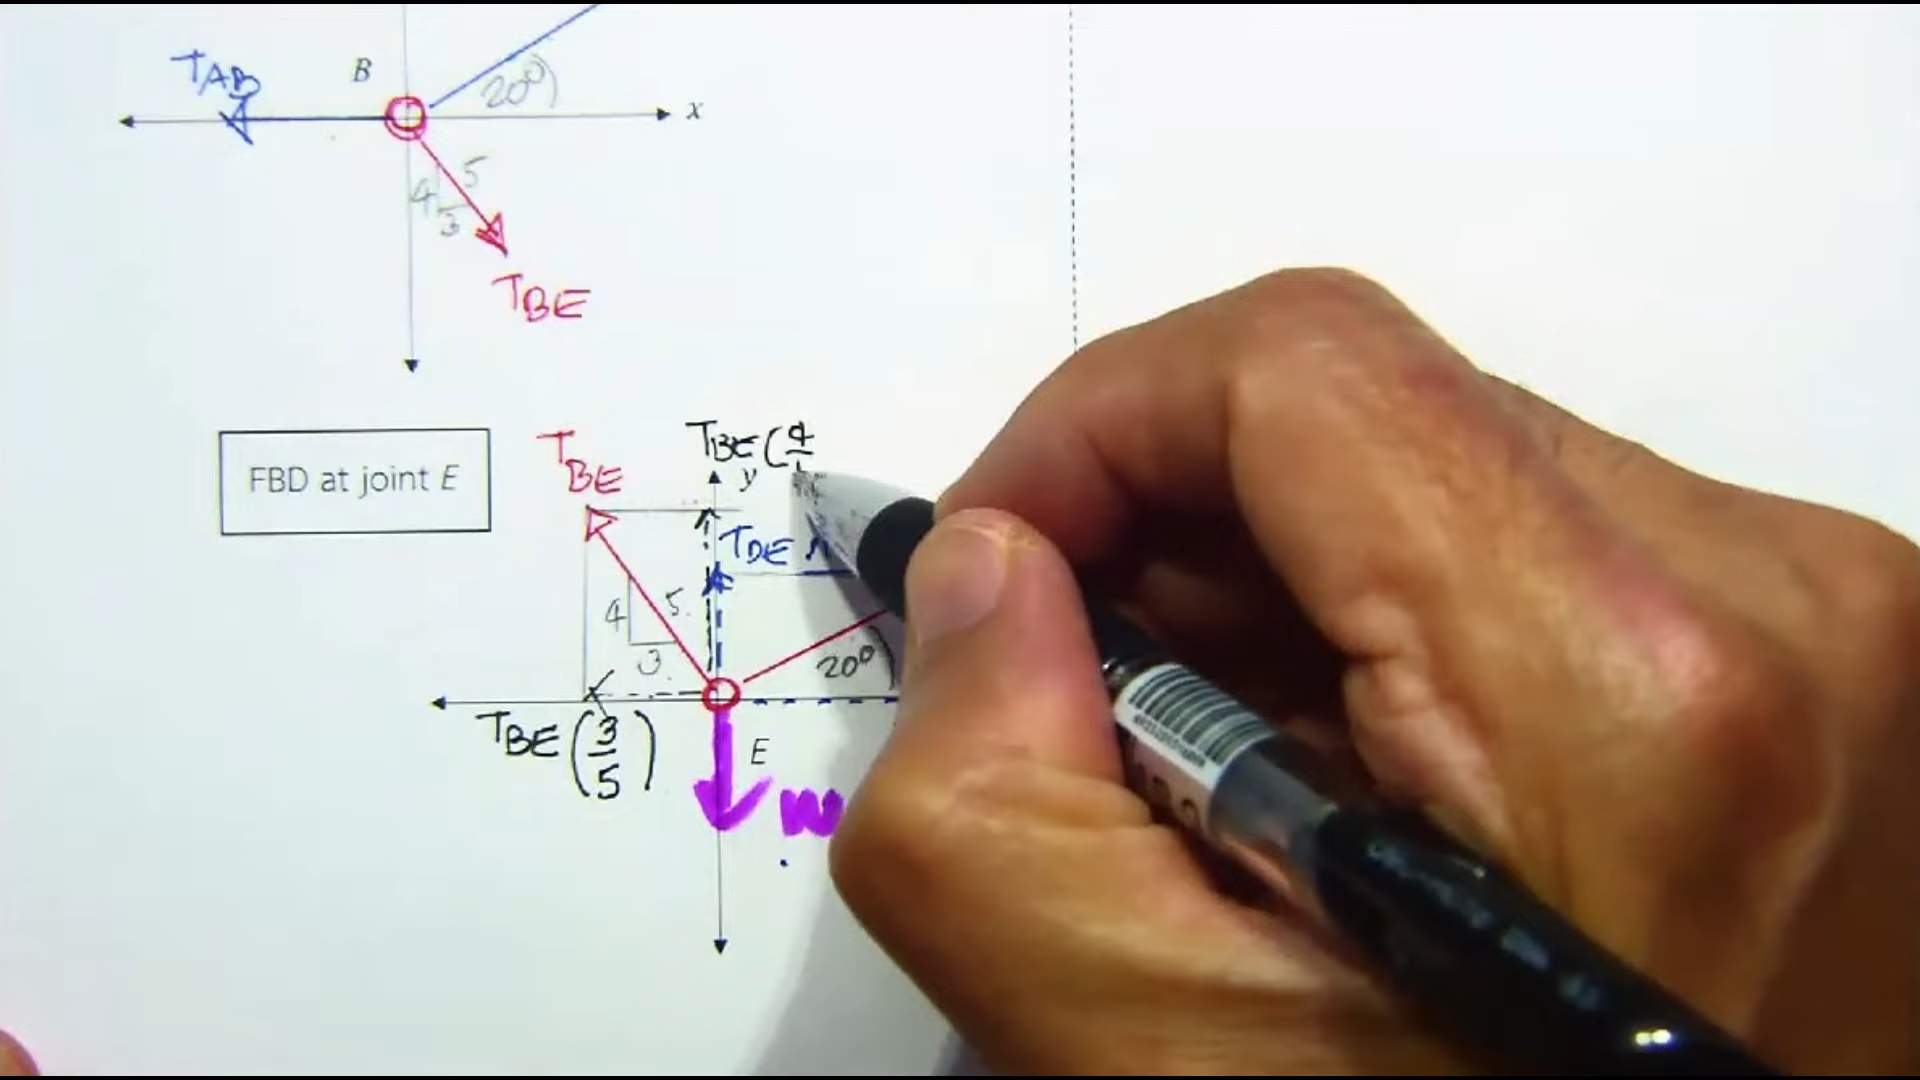 TAB
B
20°
x
5
4
3
TBE
FBD at joint E
TBE
TBE(4
y
TDE
4
5
3
20°
TBE(3/5)
E